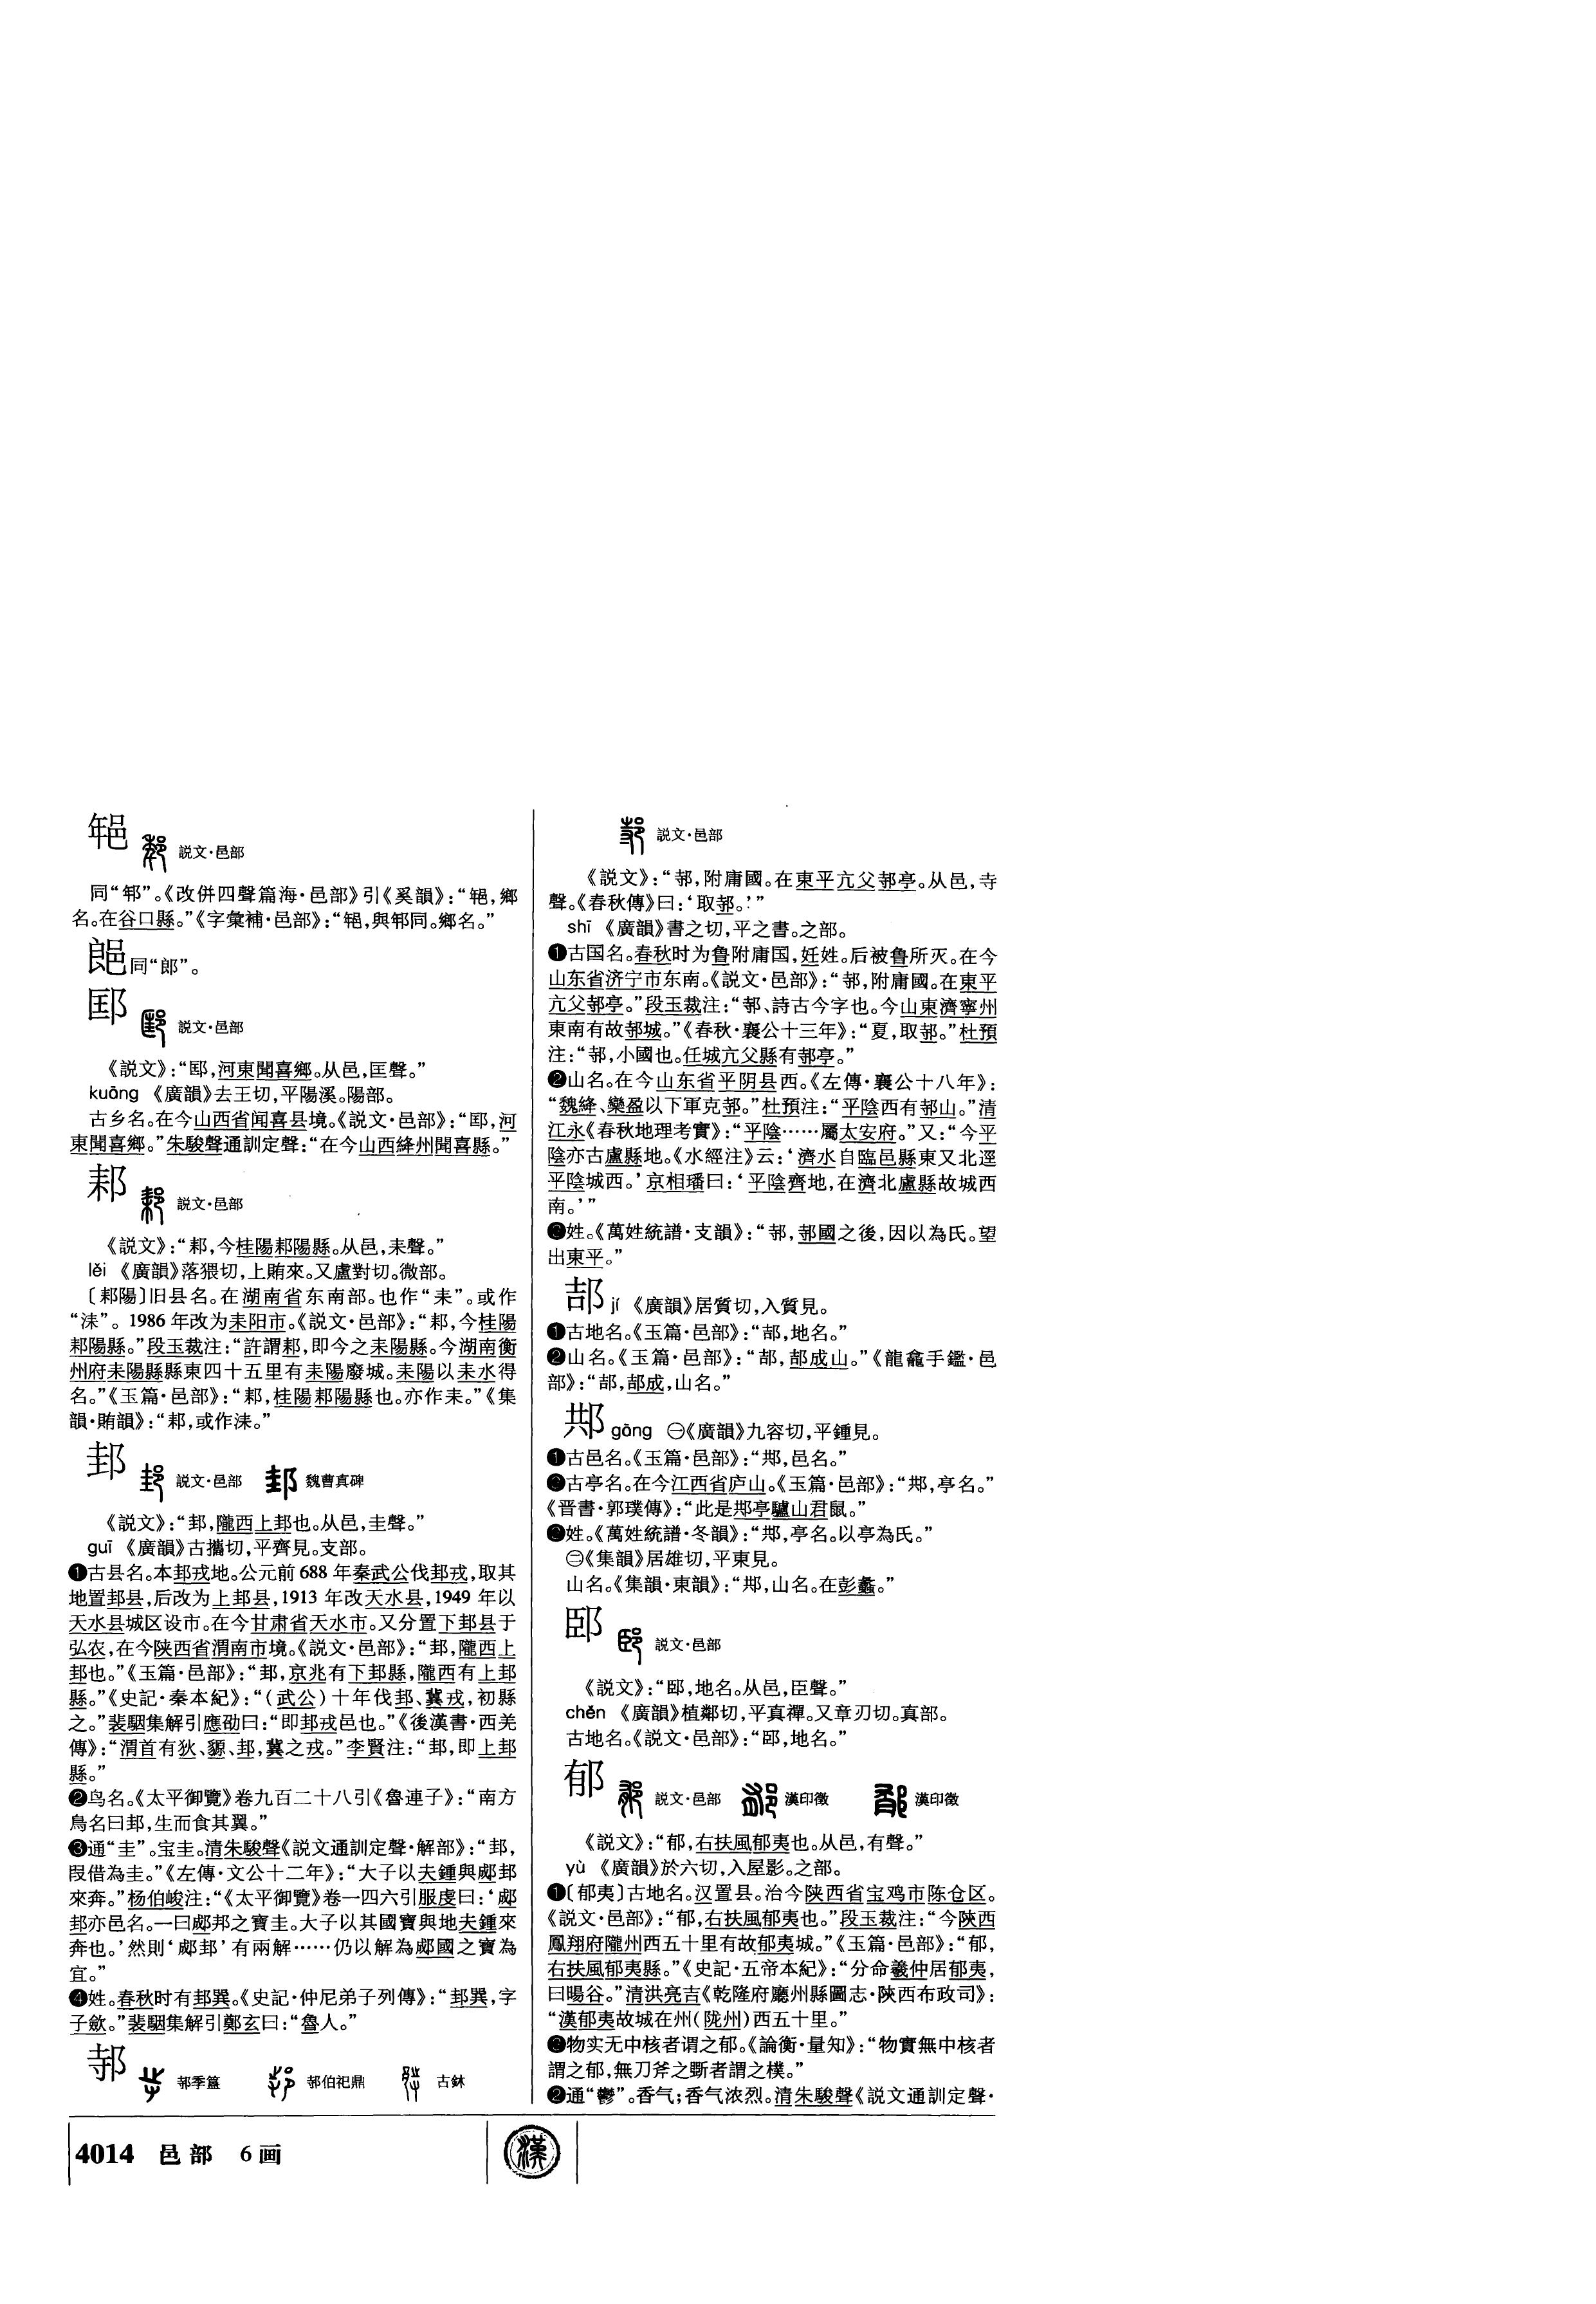 説文·邑部
同“邾”。《改併四聲篇海·邑部》引《奚韻》：“，鄉
名。在谷口縣。”《字彙補·邑部》：“，與同。鄉名。”
同“郎”。
邼 説文·邑部
《説文》：“邼，河東聞喜鄉。从邑，匡聲。”
kuāng 《廣韻》去王切，平陽溪。陽部。
古乡名。在今山西省闻喜县境。《説文·邑部》：“邼，河
東聞喜鄉。”朱駿聲通訓定聲：“在今山西絳州聞喜縣。”
䣂 説文·邑部
《説文》：“䣂，今桂陽䣂陽縣。从邑，耒聲。”
lěi 《廣韻》落猥切，上賄來。又盧對切。微部。
〔䣂陽〕旧县名。在湖南省东南部。也作“耒”。或作
“洡”。1986年改为耒阳市。《説文·邑部》：“䣂，今桂陽
䣂陽縣。”段玉裁注：“許謂䣂，即今之耒陽縣。今湖南衡
州府耒陽縣縣東四十五里有耒陽廢城。耒陽以耒水得
名。”《玉篇·邑部》：“䣂，桂陽䣂陽縣也。亦作耒。”《集
韻·賄韻》：“䣂，或作洡。”
邽 説文·邑部 邽 魏曹真碑
《説文》：“邽，隴西上邽也。从邑，圭聲。”
guī 《廣韻》古攜切，平齊見。支部。
❶古县名。本邽戎地。公元前688年秦武公伐邽戎，取其
地置邽县，后改为上邽县，1913年改天水县，1949年以
天水县城区设市。在今甘肃省天水市。又分置下邽县于
弘农，在今陕西省渭南市境。《説文·邑部》：“邽，隴西上
邽也。”《玉篇·邑部》：“邽，京兆有下邽縣，隴西有上邽
縣。”《史記·秦本紀》：“（武公）十年伐邽、冀戎，初縣
之。”裴駰集解引應劭曰：“即邽戎邑也。”《後漢書·西羌
傳》：“渭首有狄、䝠、邽，冀之戎。”李賢注：“邽，即上邽
縣。”
❷鸟名。《太平御覽》卷九百二十八引《魯連子》：“南方
鳥名曰邽，生而食其翼。”
❸通“圭”。宝圭。清朱駿聲《説文通訓定聲·解部》：“邽，
叚借為圭。”《左傳·文公十二年》：“大子以夫鍾與郕邽
來奔。”杨伯峻注：“《太平御覽》卷一四六引服虔曰：‘郕
邽亦邑名。一曰郕邦之寶圭。大子以其國寶與地夫鍾來
奔也。’然則‘郕邽’有兩解……仍以解為郕國之寶為
宜。”
❹姓。春秋时有邽巽。《史記·仲尼弟子列傳》：“邽巽，字
子歛。”裴駰集解引鄭玄曰：“魯人。”
邿 邿季簋 邿伯祀鼎 古鉥
説文·邑部
《説文》：“邿，附庸國。在東平亢父邿亭。从邑，寺
聲。《春秋傳》曰：‘取邿。’”
shī 《廣韻》書之切，平之書。之部。
❶古国名。春秋时为鲁附庸国，妊姓。后被鲁所灭。在今
山东省济宁市东南。《説文·邑部》：“邿，附庸國。在東平
亢父邿亭。”段玉裁注：“邿、詩古今字也。今山東濟寧州
東南有故邿城。”《春秋·襄公十三年》：“夏，取邿。”杜預
注：“邿，小國也。任城亢父縣有邿亭。”
❷山名。在今山东省平阴县西。《左傳·襄公十八年》：
“魏絳、欒盈以下軍克邿。”杜預注：“平陰西有邿山。”清
江永《春秋地理考實》：“平陰……屬太安府。”又：“今平
陰亦古盧縣地。《水經注》云：‘濟水自臨邑縣東又北逕
平陰城西。’京相璠曰：‘平陰齊地，在濟北盧縣故城西
南。’”
❸姓。《萬姓統譜·支韻》：“邿，邿國之後，因以為氏。望
出東平。”
郆 jí 《廣韻》居質切，入質見。
❶古地名。《玉篇·邑部》：“郆，地名。”
❷山名。《玉篇·邑部》：“郆，郆成山。”《龍龕手鑑·邑
部》：“郆，郆成，山名。”
㭟 gāng ㊀《廣韻》九容切，平鍾見。
❶古邑名。《玉篇·邑部》：“，邑名。”
❷古亭名。在今江西省庐山。《玉篇·邑部》：“，亭名。”
《晋書·郭璞傳》：“此是亭驢山君鼠。”
❸姓。《萬姓統譜·冬韻》：“，亭名。以亭為氏。”
㊁《集韻》居雄切，平東見。
山名。《集韻·東韻》：“，山名。在彭蠡。”
説文·邑部
《説文》：“，地名。从邑，臣聲。”
chěn 《廣韻》植鄰切，平真禪。又章刃切。真部。
古地名。《説文·邑部》：“，地名。”
郁 説文·邑部 漢印徵 漢印徵
《説文》：“郁，右扶風郁夷也。从邑，有聲。”
yù 《廣韻》於六切，入屋影。之部。
❶〔郁夷〕古地名。汉置县。治今陕西省宝鸡市陈仓区。
《説文·邑部》：“郁，右扶風郁夷也。”段玉裁注：“今陝西
鳳翔府隴州西五十里有故郁夷城。”《玉篇·邑部》：“郁，
右扶風郁夷縣。”《史記·五帝本紀》：“分命羲仲居郁夷，
曰暘谷。”清洪亮吉《乾隆府廳州縣圖志·陝西布政司》：
“漢郁夷故城在州（陇州）西五十里。”
❷物实无中核者谓之郁。《論衡·量知》：“物實無中核者
謂之郁，無刀斧之斲者謂之樸。”
❸通“鬱”。香气；香气浓烈。清朱駿聲《説文通訓定聲·
4014 邑部 6画
漢